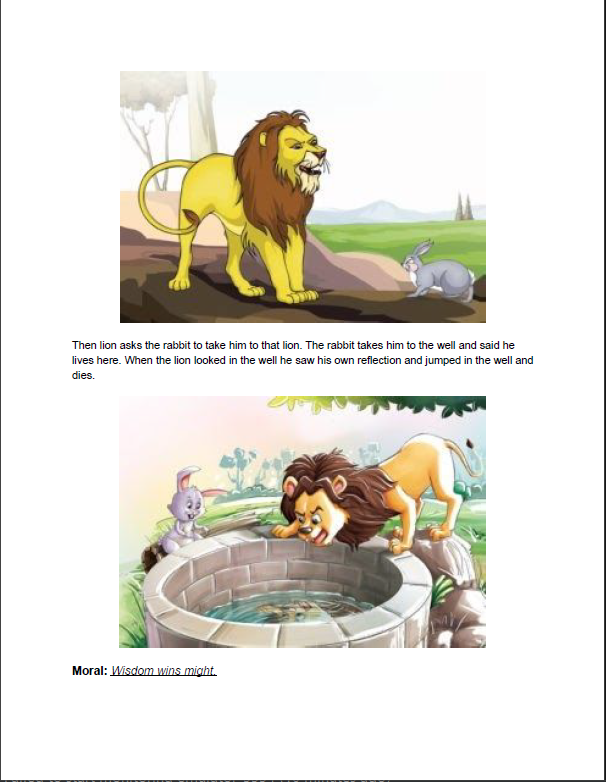 Then lion asks the rabbit to take him to that lion. The rabbit takes him to the well and said he
lives here. When the lion looked in the well he saw his own reflection and jumped in the well and
dies.
Moral: Wisdom wins might.